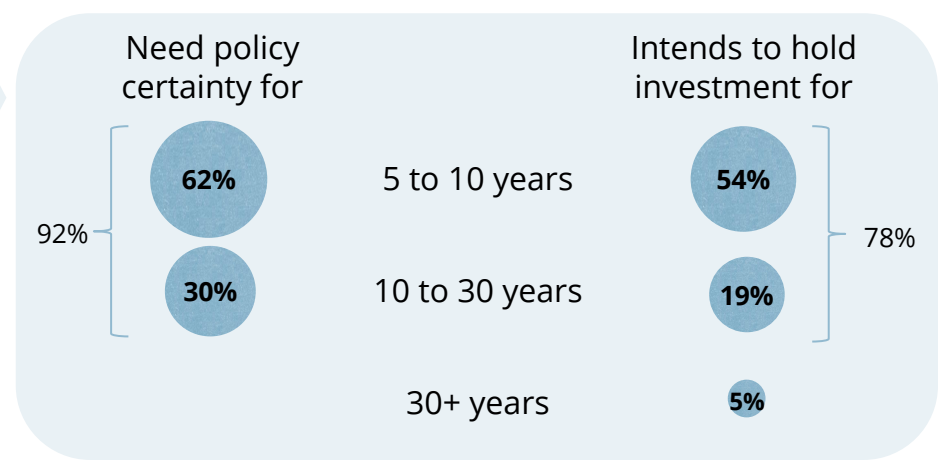 Need policy
certainty for
Intends to hold
investment for
62%
5 to 10 years
54%
92%
78%
30%
10 to 30 years
19%
30+ years
5%